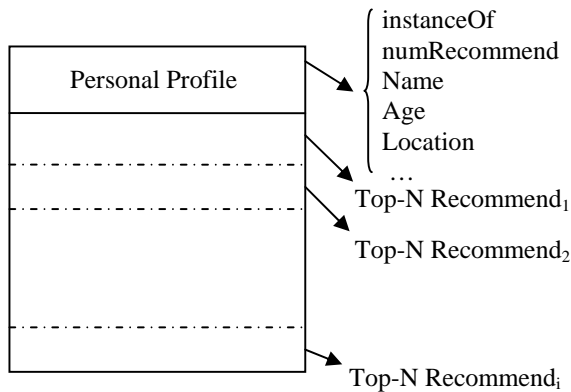 Personal Profile
instanceOf
numRecommend
Name
Age
Location
…
Top-N Recommend₁
Top-N Recommend₂
Top-N Recommendᵢ